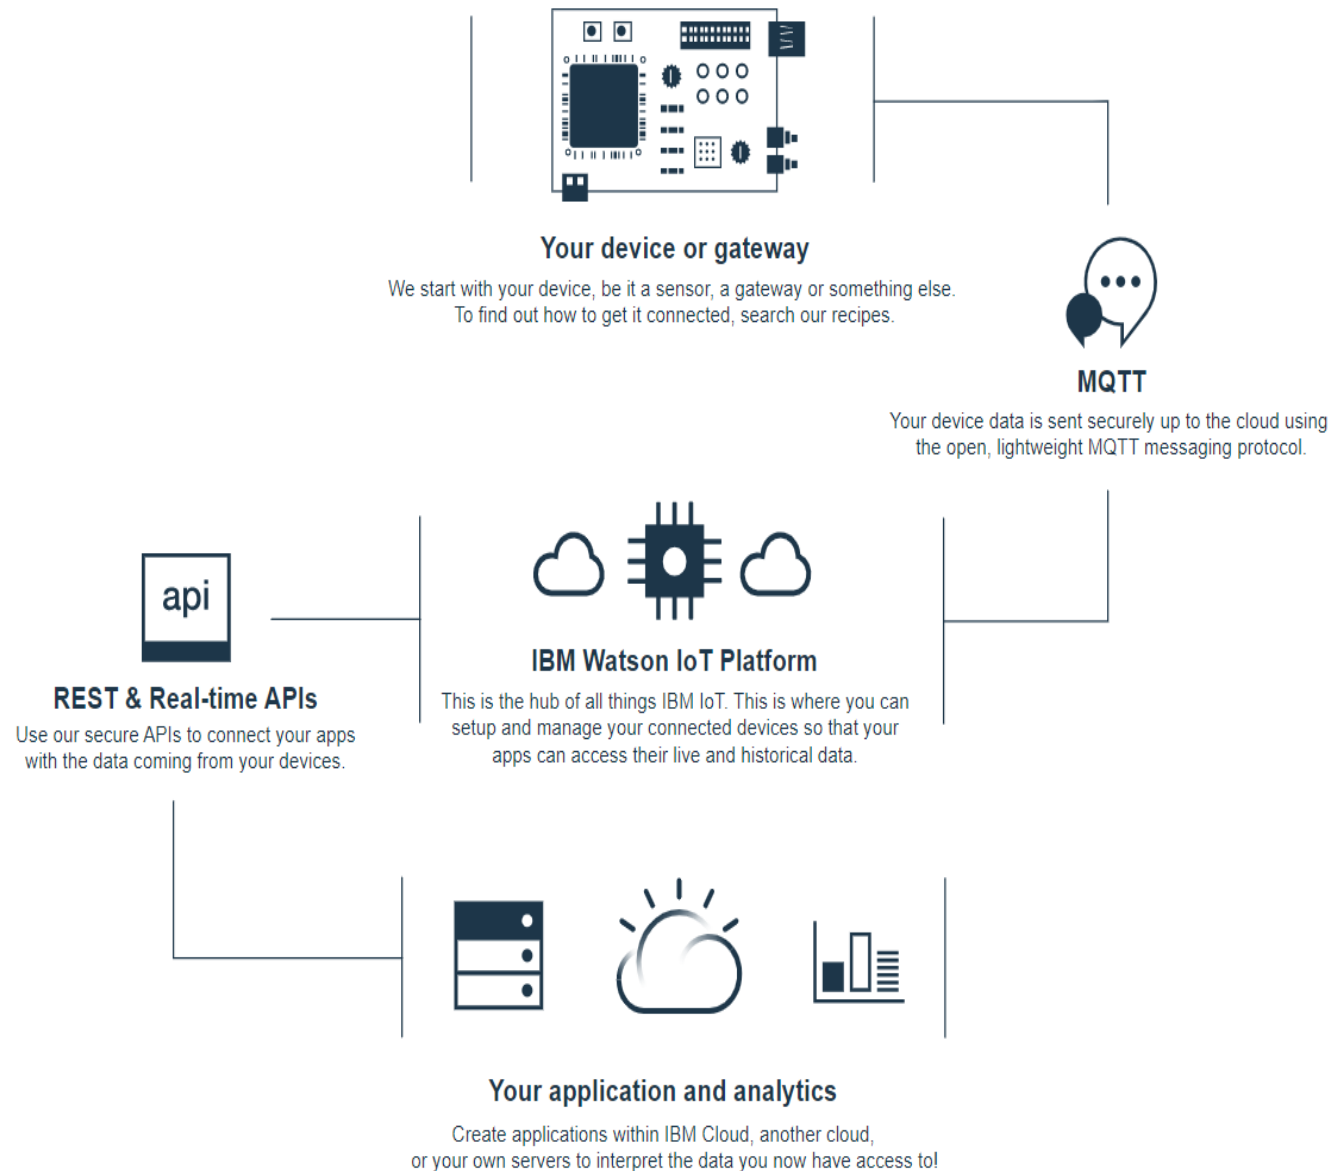 Your device or gateway
We start with your device, be it a sensor, a gateway or something else.
To find out how to get it connected, search our recipes.
MQTT
Your device data is sent securely up to the cloud using
the open, lightweight MQTT messaging protocol.
IBM Watson IoT Platform
This is the hub of all things IBM IoT. This is where you can
setup and manage your connected devices so that your
apps can access their live and historical data.
api
REST & Real-time APIs
Use our secure APIs to connect your apps
with the data coming from your devices.
Your application and analytics
Create applications within IBM Cloud, another cloud,
or your own servers to interpret the data you now have access to!